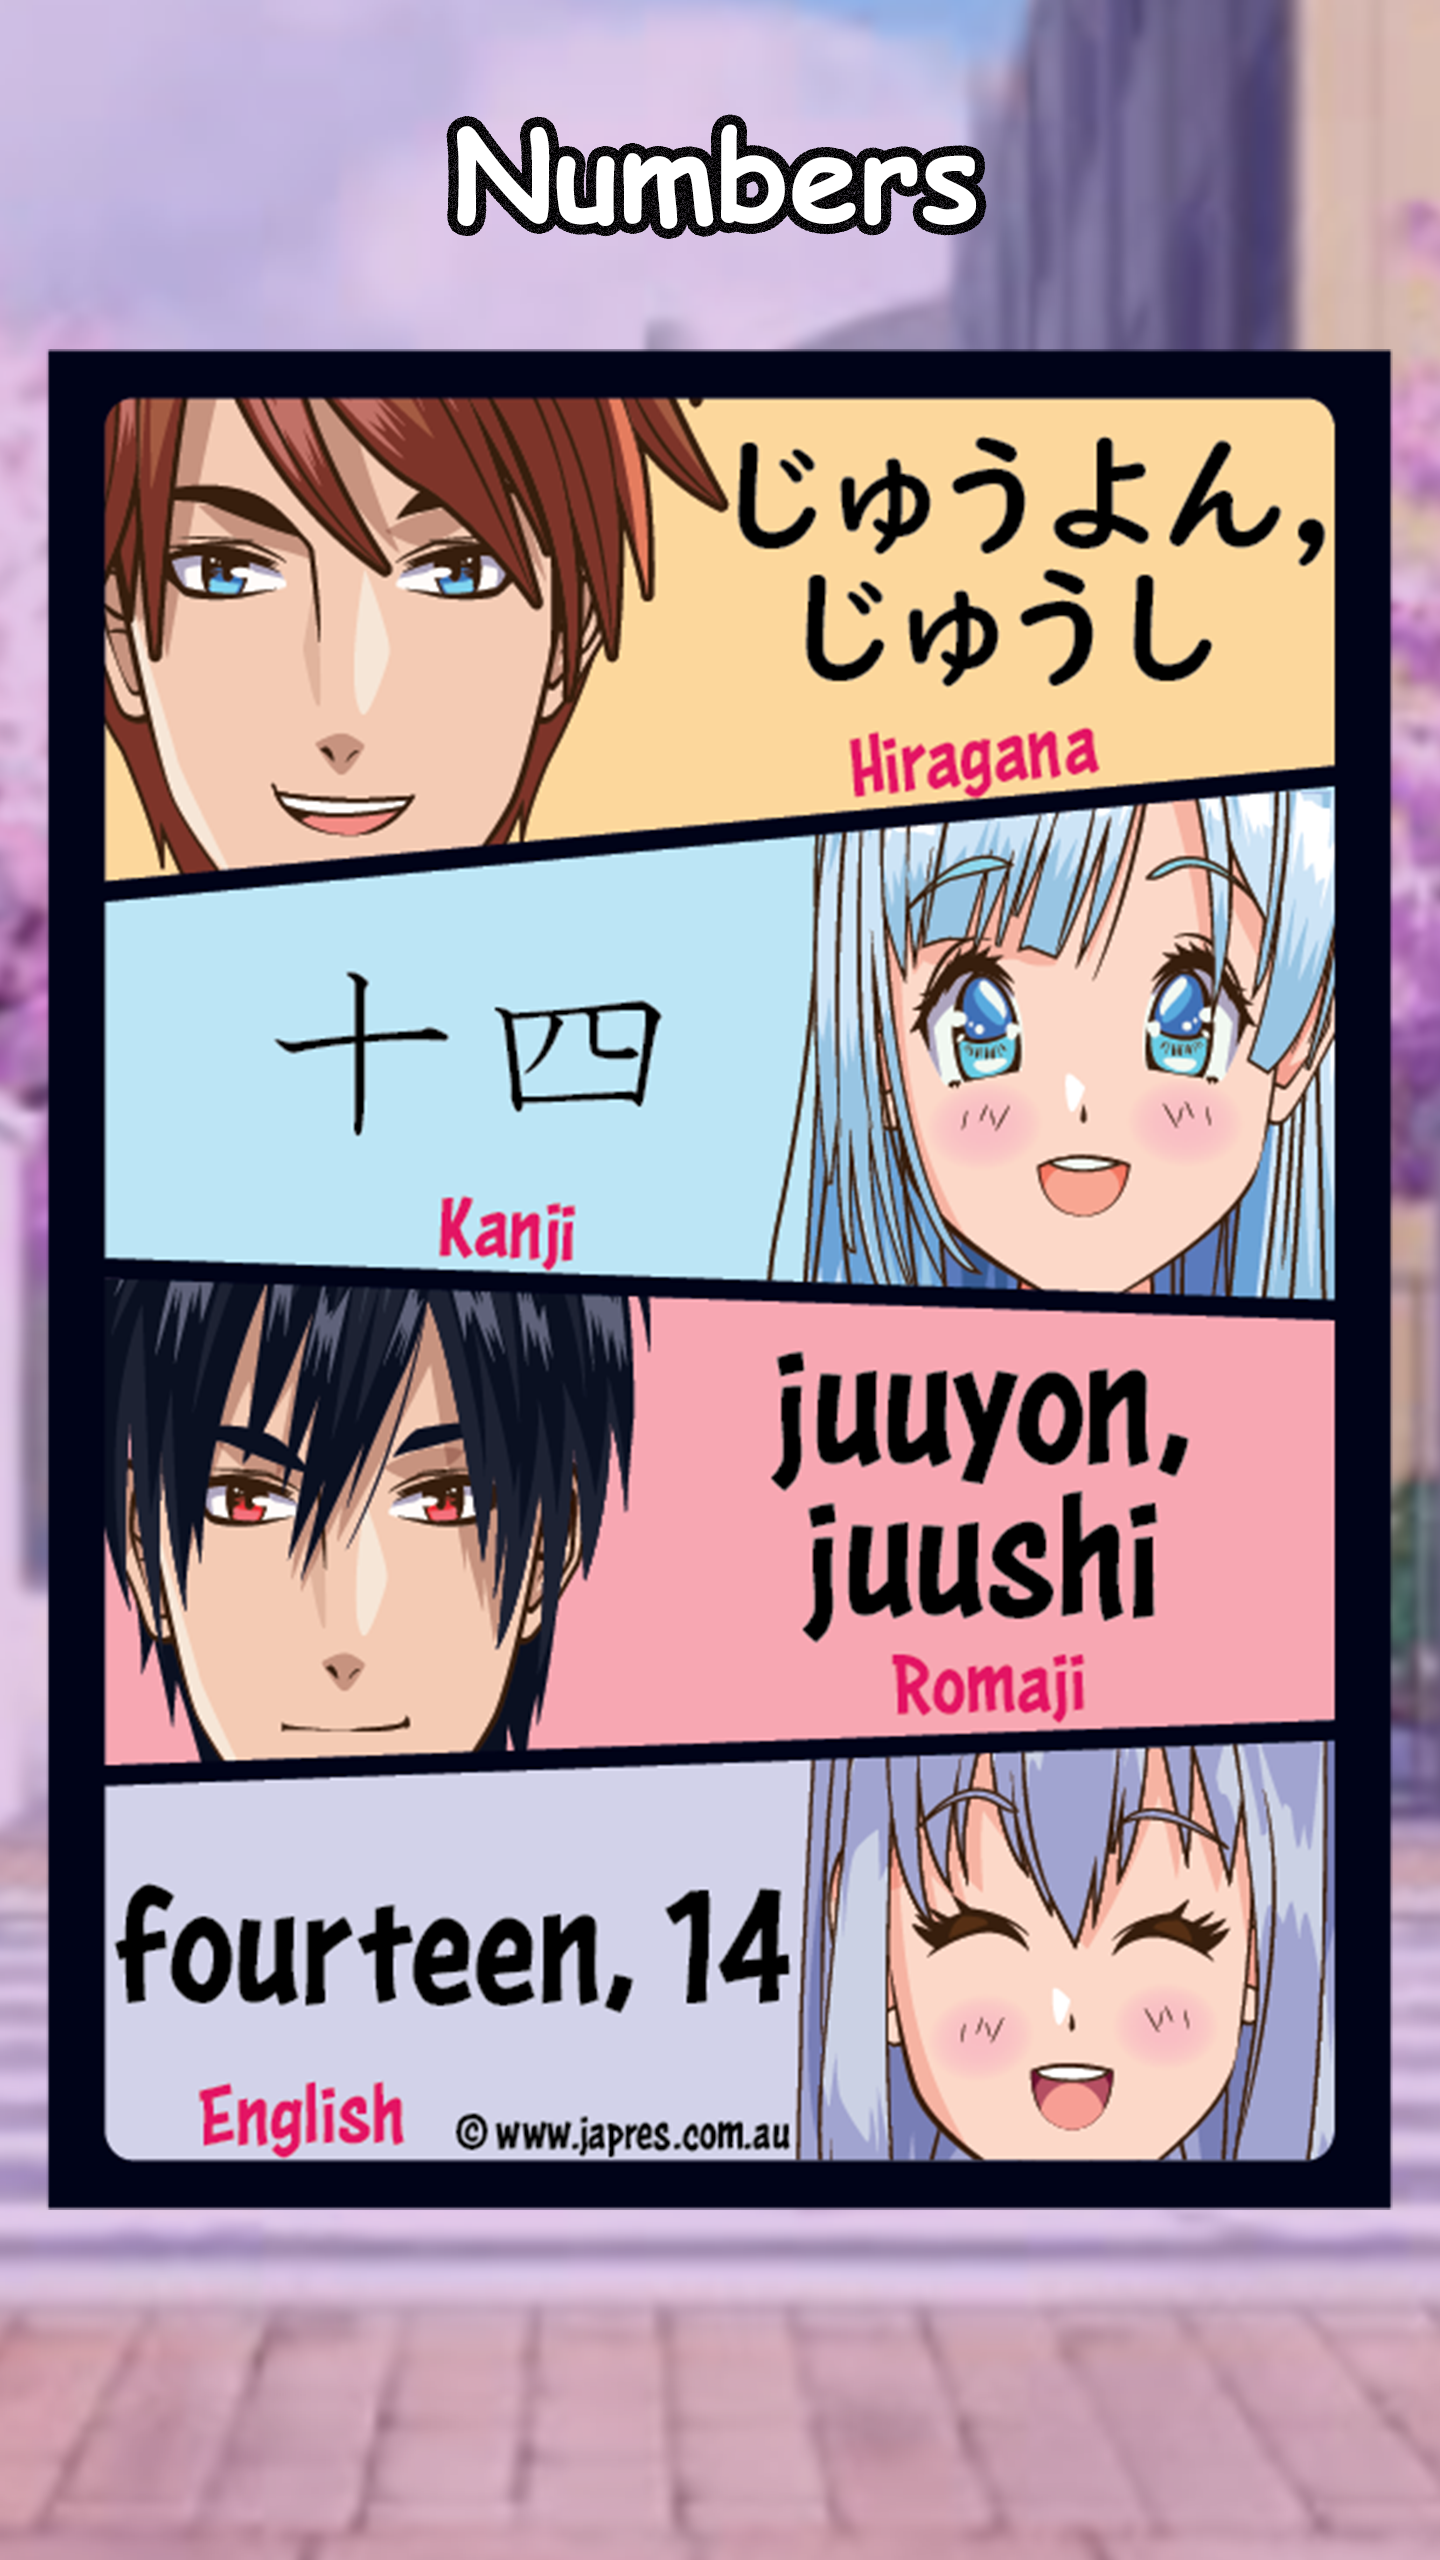 Numbers
じゅうよん,
じゅうし
Hiragana
十四
Kanji
juuyon,
juushi
Romaji
fourteen, 14
English
© www.japres.com.au